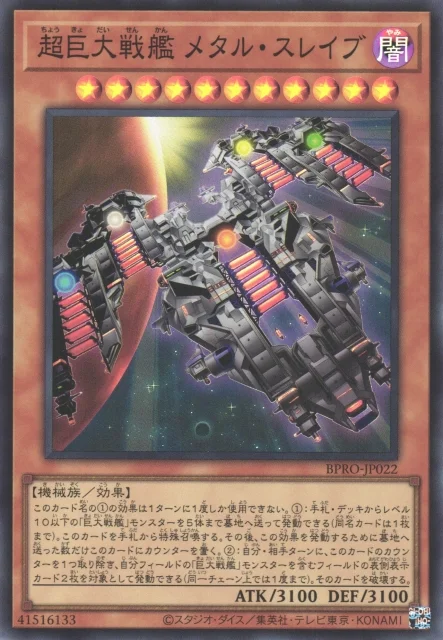 超巨大戦艦 メタル・スレイブ
闇
BPRO-JP022
【機械族/効果】
このカード名の①の効果は1ターンに1度しか使用できない。①:手札・デッキからレベル
10以下の「巨大戦艦」モンスターを5体まで墓地へ送って発動できる(同名カードは1枚
まで)。このカードを手札から特殊召喚する。その後、この効果を発動するために墓地へ
送った数だけこのカードにカウンターを置く。②:自分・相手ターンに、このカードのカウン
ターを1つ取り除き、自分フィールドの「巨大戦艦」モンスターを含むフィールドの表側表示
カード2枚を対象として発動できる(同一チェーン上では1度まで)。そのカードを破壊する。
ATK/3100 DEF/3100
41516133
©スタジオ・ダイス/集英社・テレビ東京・KONAMI